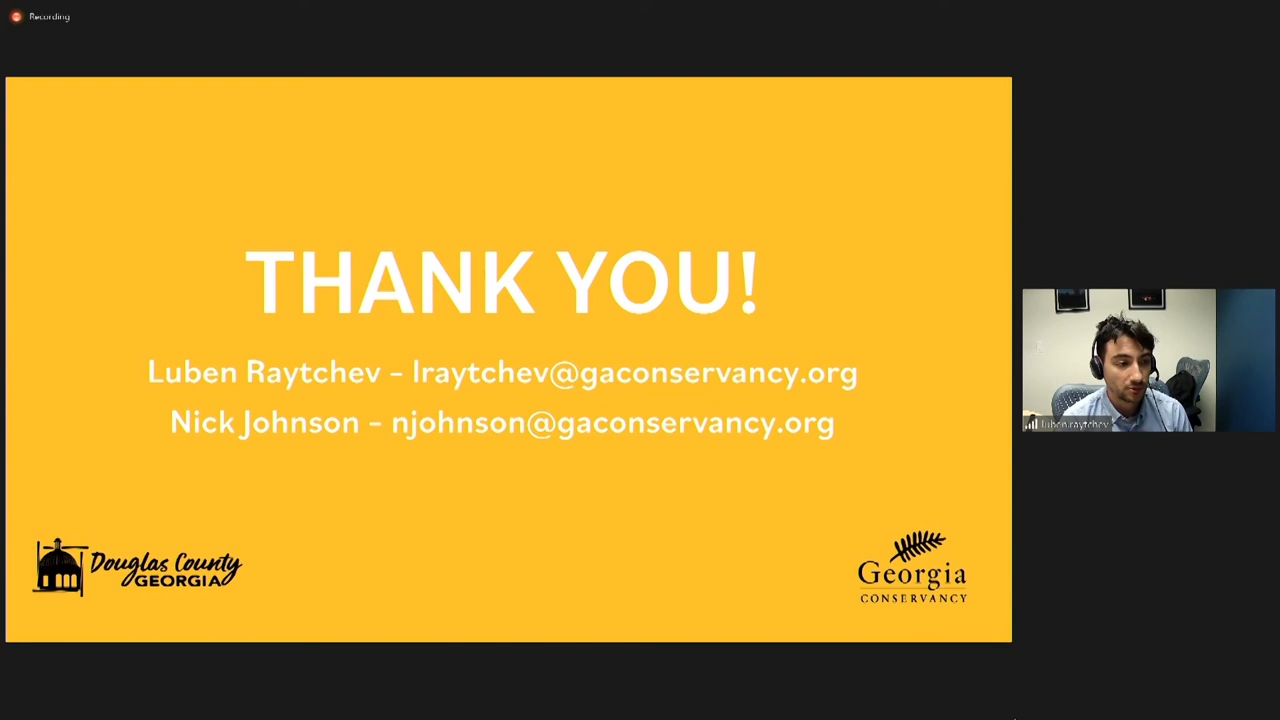 Recording
THANK YOU!
Luben Raytchev – lraytchev@gaconservancy.org
Nick Johnson – njohnson@gaconservancy.org
Douglas County
GEORGIA
Georgia
CONSERVANCY
luben.raytchev